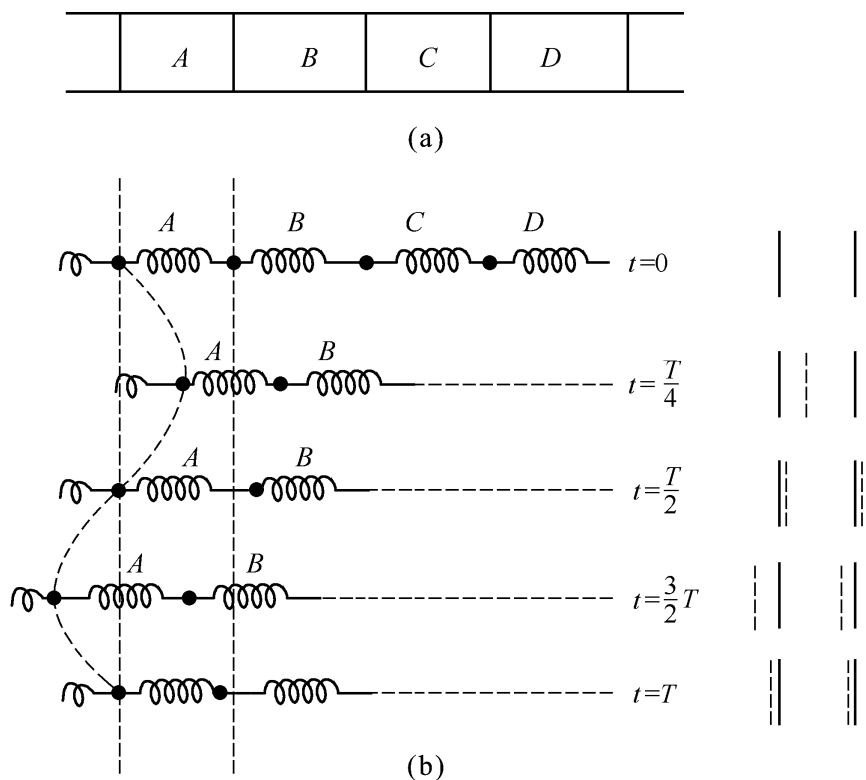 A B C D
(a)
A B C D
t=0
A B
t=T/4
A B
t=T/2
A B
t=3/2 T
t=T
(b)